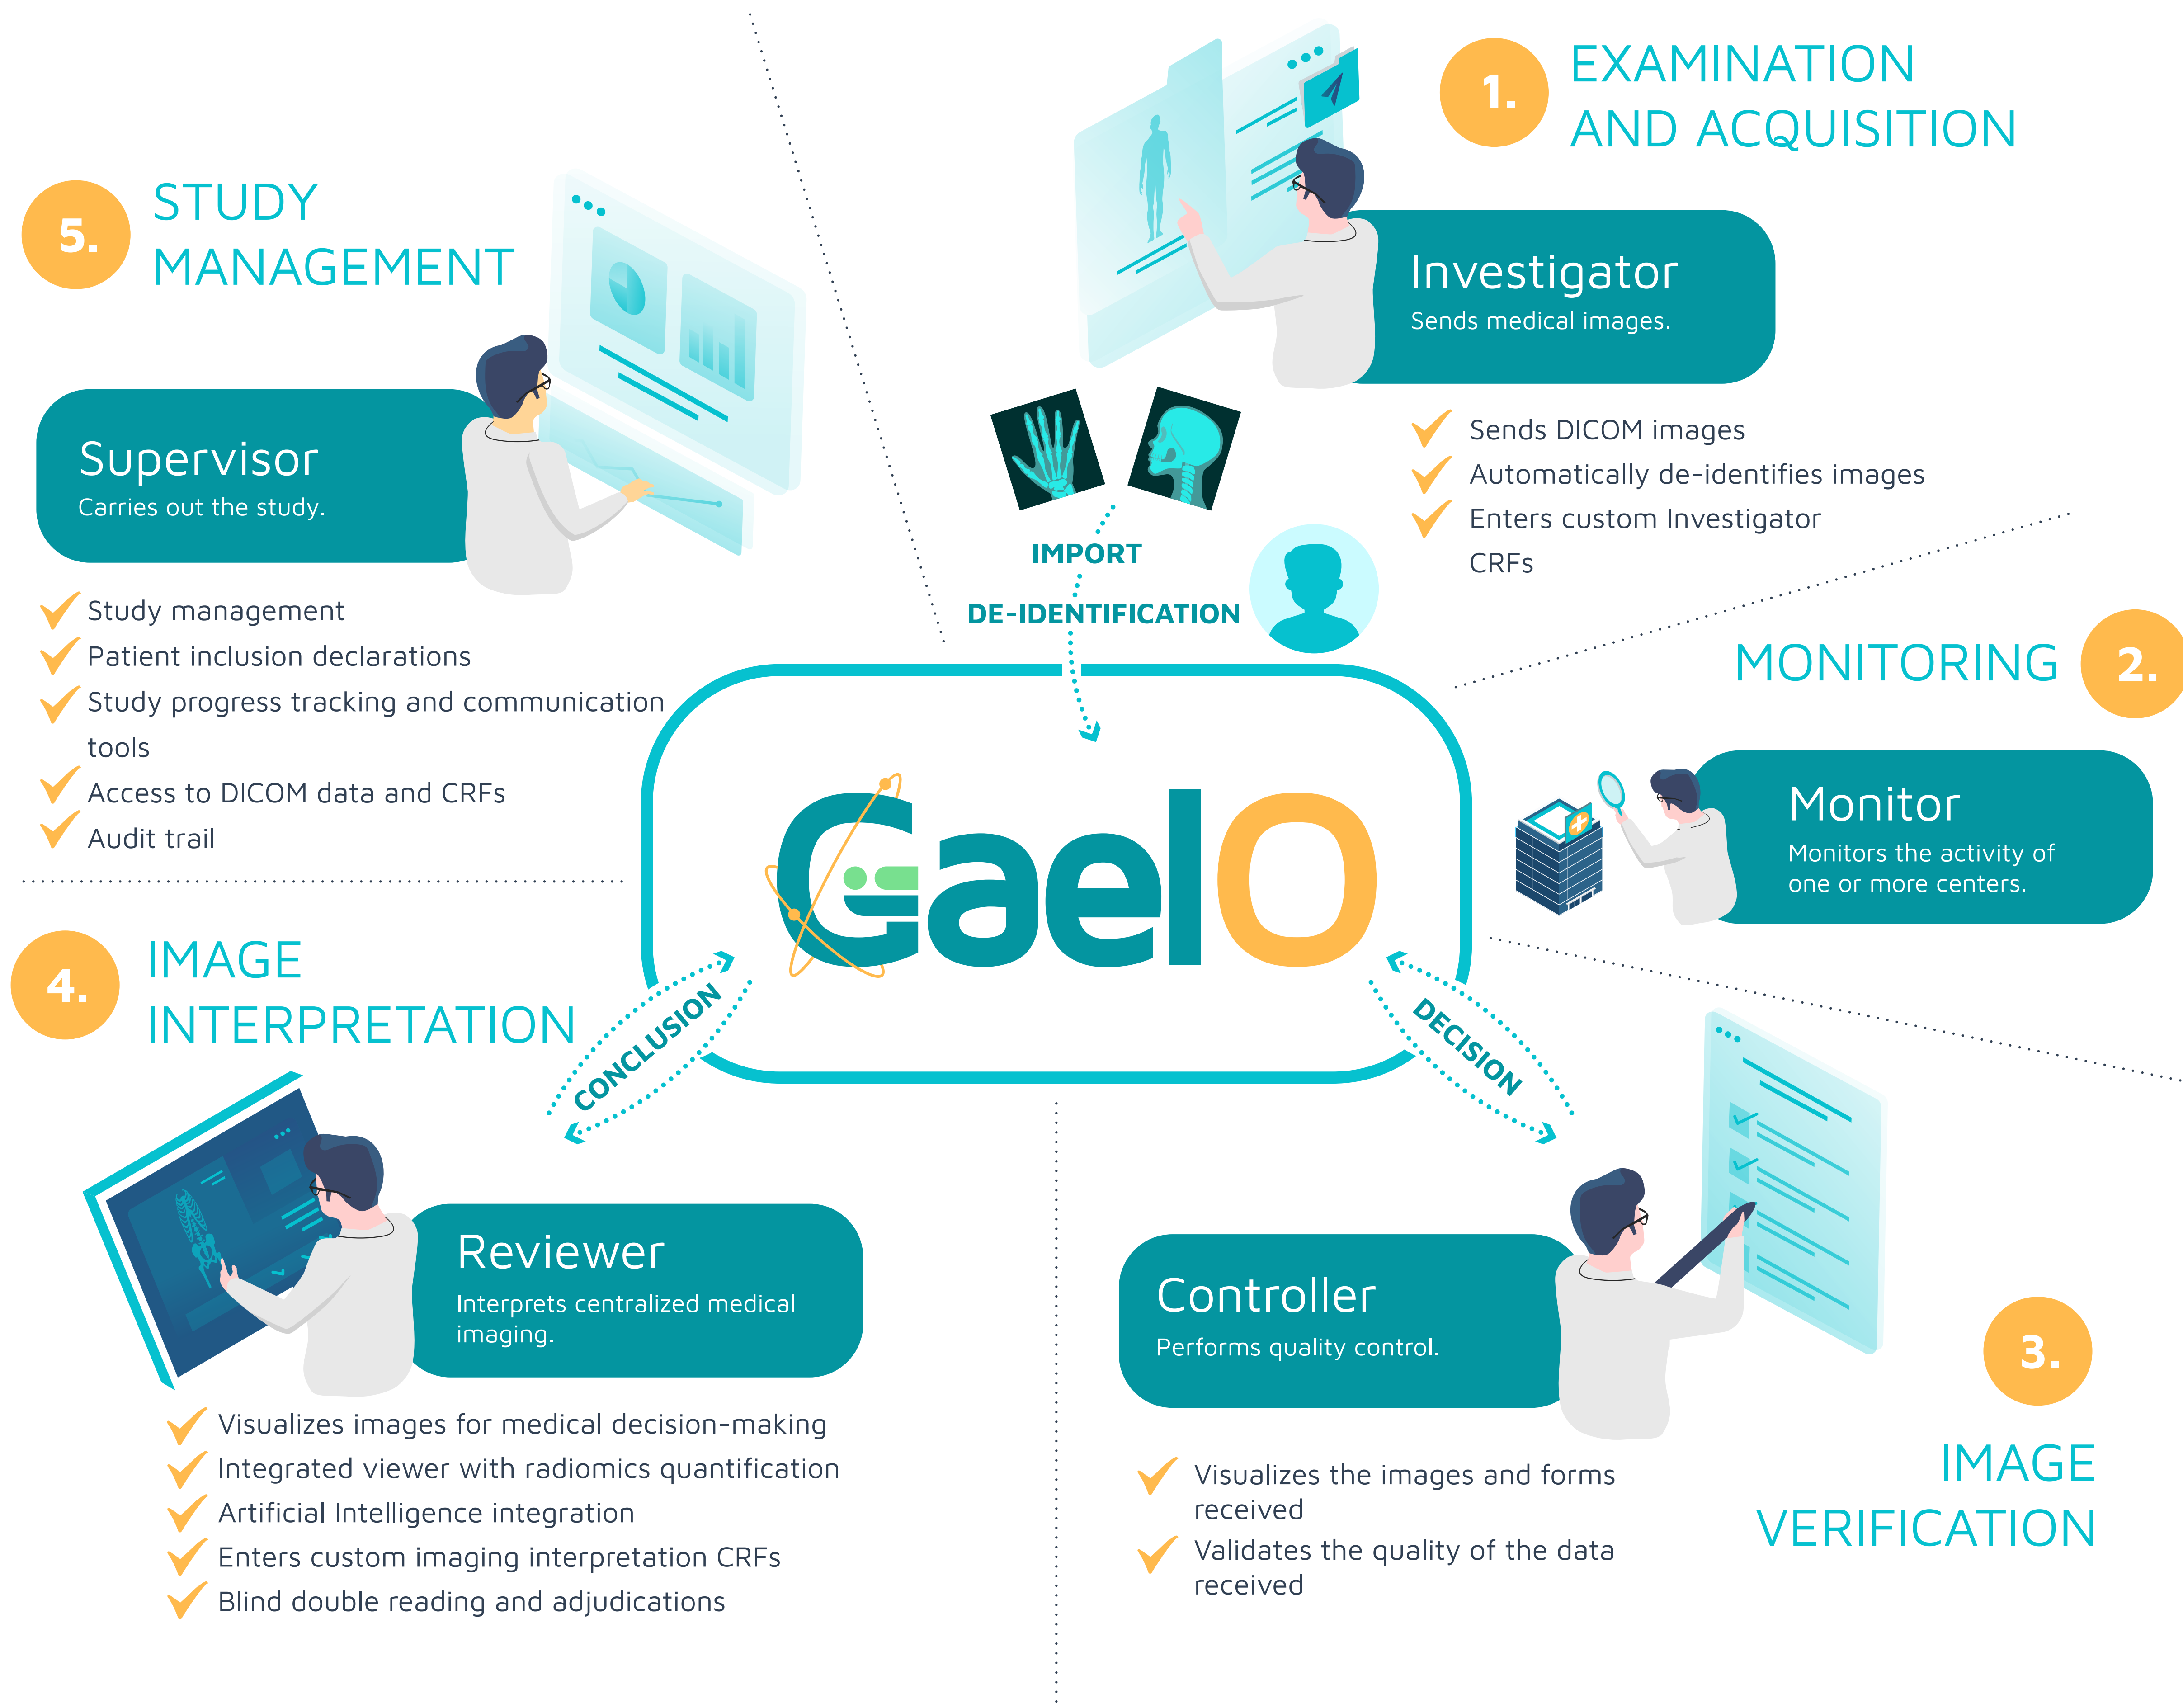 1.
EXAMINATION
AND ACQUISITION
Investigator
Sends medical images.
Sends DICOM images
Automatically de-identifies images
Enters custom Investigator
CRFs
IMPORT
DE-IDENTIFICATION
MONITORING
2.
Monitor
Monitors the activity of
one or more centers.
GaelO
DECISION
CONCLUSION
Controller
Performs quality control.
3.
IMAGE
VERIFICATION
Visualizes the images and forms
received
Validates the quality of the data
received
4.
IMAGE
INTERPRETATION
Reviewer
Interprets centralized medical
imaging.
Visualizes images for medical decision-making
Integrated viewer with radiomics quantification
Artificial Intelligence integration
Enters custom imaging interpretation CRFs
Blind double reading and adjudications
5.
STUDY
MANAGEMENT
Supervisor
Carries out the study.
Study management
Patient inclusion declarations
Study progress tracking and communication
tools
Access to DICOM data and CRFs
Audit trail